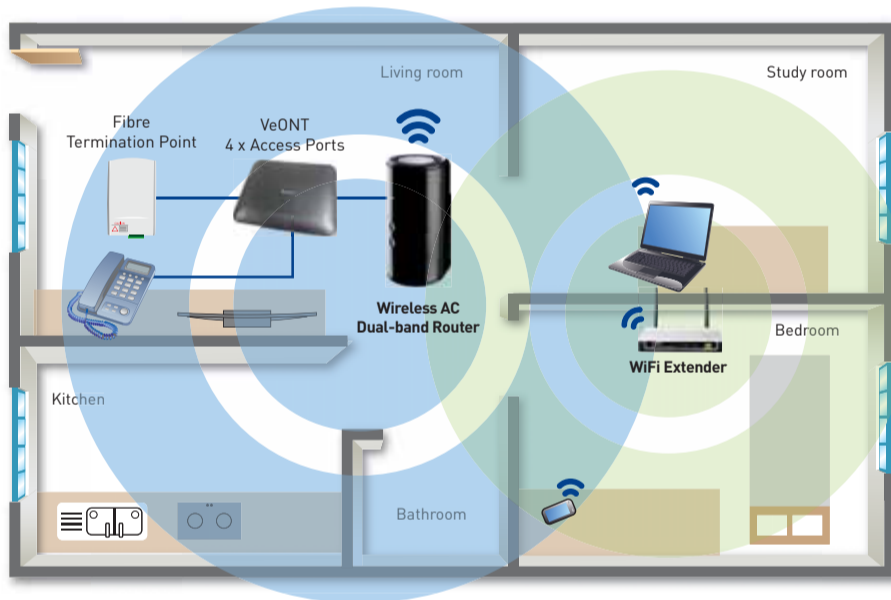 Living room
Study room
Fibre
Termination Point
VeONT
4 x Access Ports
Wireless AC
Dual-band Router
Bedroom
WiFi Extender
Kitchen
Bathroom